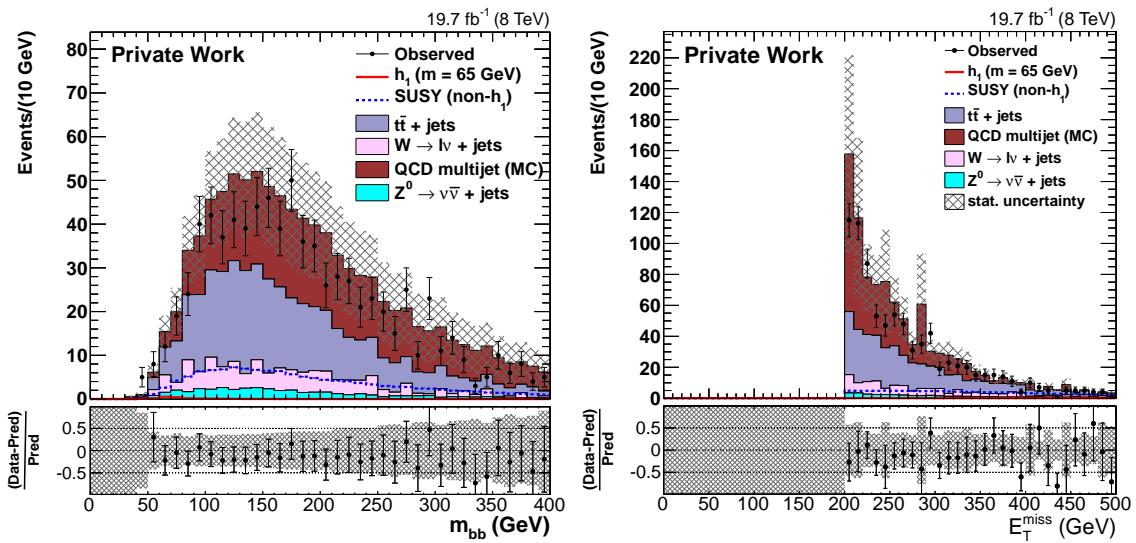 19.7 fb⁻¹ (8 TeV)
Private Work
Observed
h₁ (m = 65 GeV)
SUSY (non-h₁)
tt̄ + jets
W → lν + jets
QCD multijet (MC)
Z⁰ → νν̄ + jets
Events/(10 GeV)
80
70
60
50
40
30
20
10
0
(Data-Pred)
Pred
0.5
0
-0.5
0 50 100 150 200 250 300 350 400
m_bb (GeV)
19.7 fb⁻¹ (8 TeV)
Private Work
Observed
h₁ (m = 65 GeV)
SUSY (non-h₁)
tt̄ + jets
QCD multijet (MC)
W → lν + jets
Z⁰ → νν̄ + jets
stat. uncertainty
Events/(10 GeV)
220
200
180
160
140
120
100
80
60
40
20
0
(Data-Pred)
Pred
0.5
0
-0.5
0 50 100 150 200 250 300 350 400 450 500
E_T^miss (GeV)